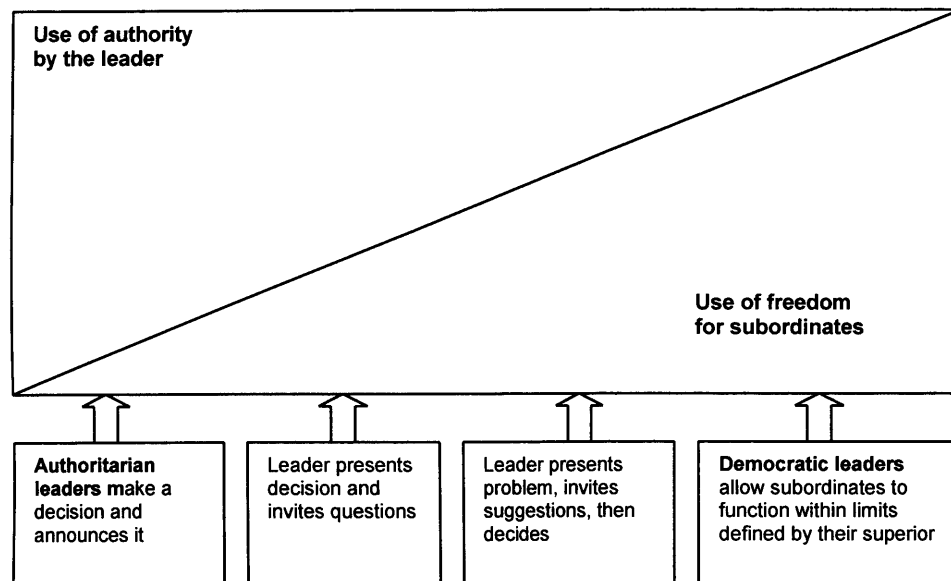 Use of authority
by the leader
Use of freedom
for subordinates
Authoritarian
leaders make a
decision and
announces it
Leader presents
decision and
invites questions
Leader presents
problem, invites
suggestions, then
decides
Democratic leaders
allow subordinates to
function within limits
defined by their superior